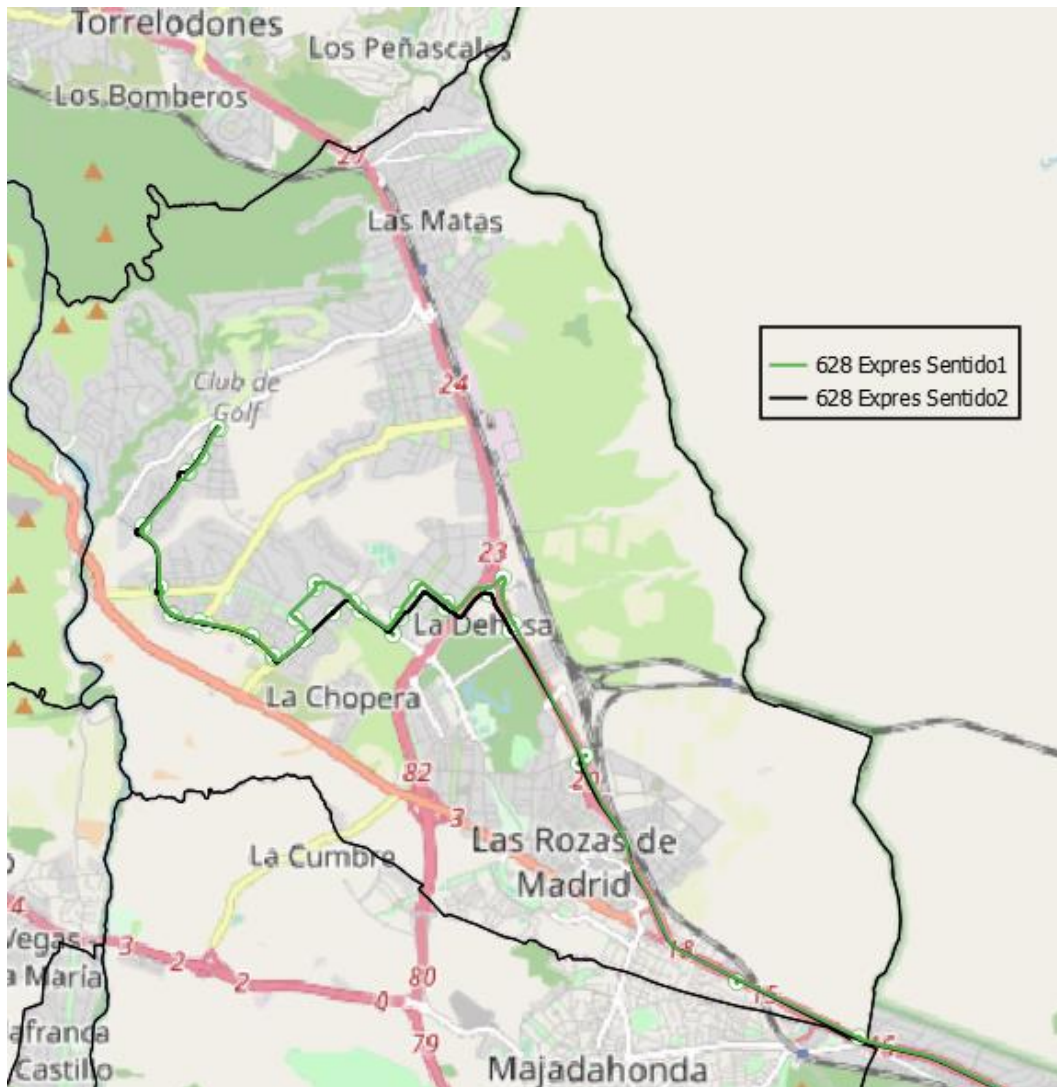 Torrelodones
Los Peñascales
Los Bomberos
27
Las Matas
Club de
Golf
24
628 Expres Sentido1
628 Expres Sentido2
23
La Dehesa
La Chopera
82
20
3
Las Rozas de
Madrid
La Cumbre
18
Vegas
3
2
a María
2
0
80
15
afranca
79
Castillo
Majadahonda